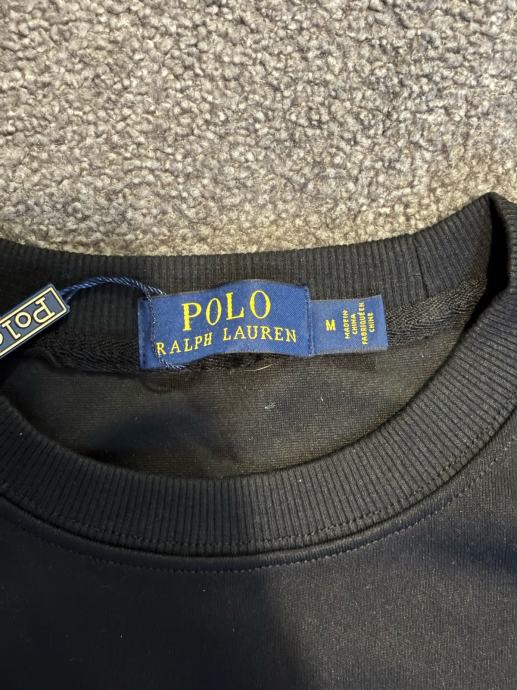 POLO
RALPH LAUREN
M
MADE IN
CHINA
FABRIQUÉ EN
CHINE
Polo